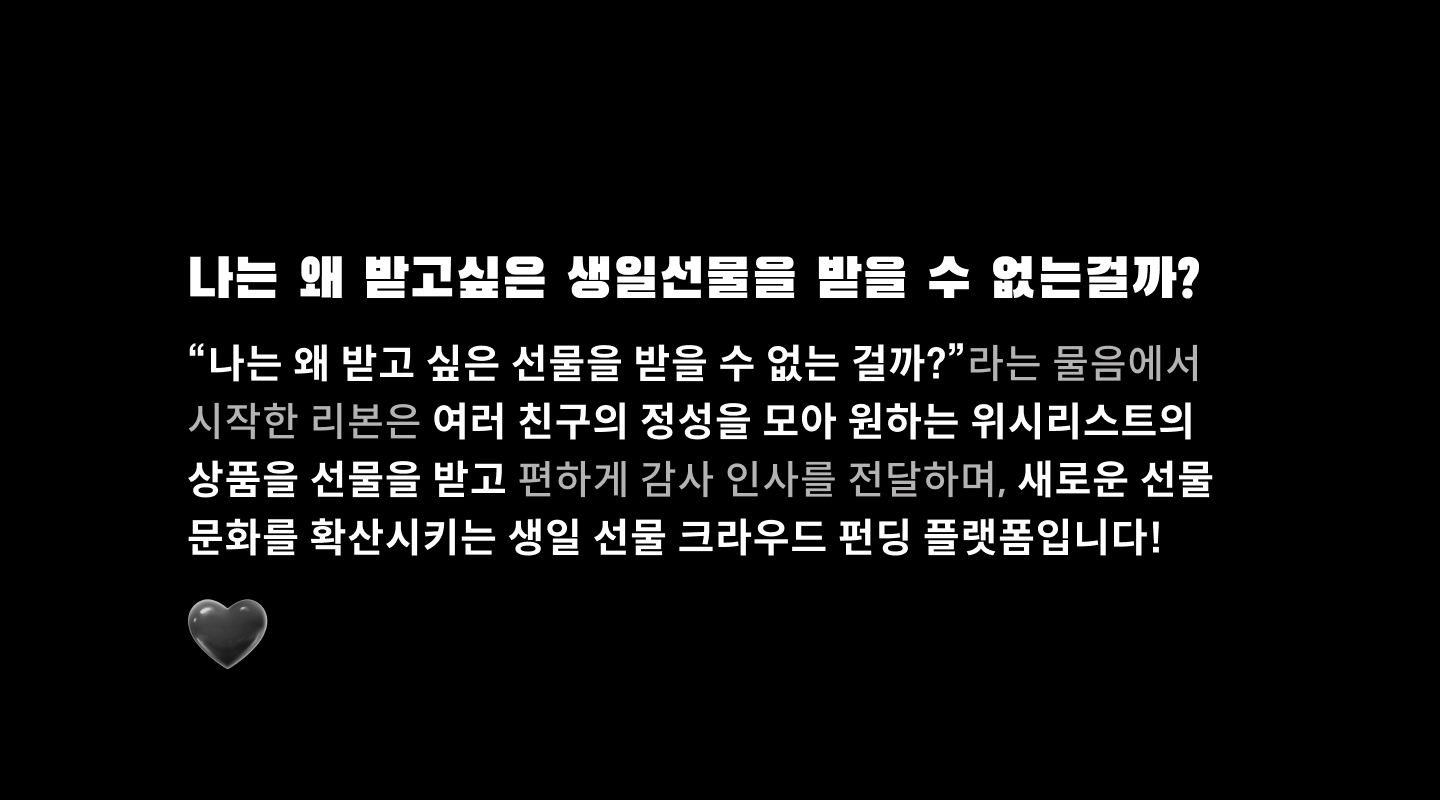 나는 왜 받고싶은 생일선물을 받을 수 없는걸까?
“나는 왜 받고 싶은 선물을 받을 수 없는 걸까?”라는 물음에서
시작한 리본은 여러 친구의 정성을 모아 원하는 위시리스트의
상품을 선물을 받고 편하게 감사 인사를 전달하며, 새로운 선물
문화를 확산시키는 생일 선물 크라우드 펀딩 플랫폼입니다!